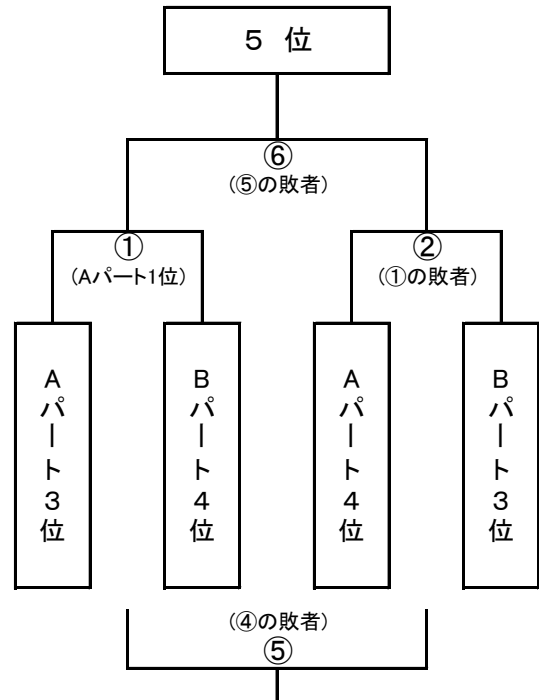 ５ 位
⑥
(⑤の敗者)
①
(Aパート1位)
②
(①の敗者)
Aパート3位
Bパート4位
Aパート4位
Bパート3位
(④の敗者)
⑤